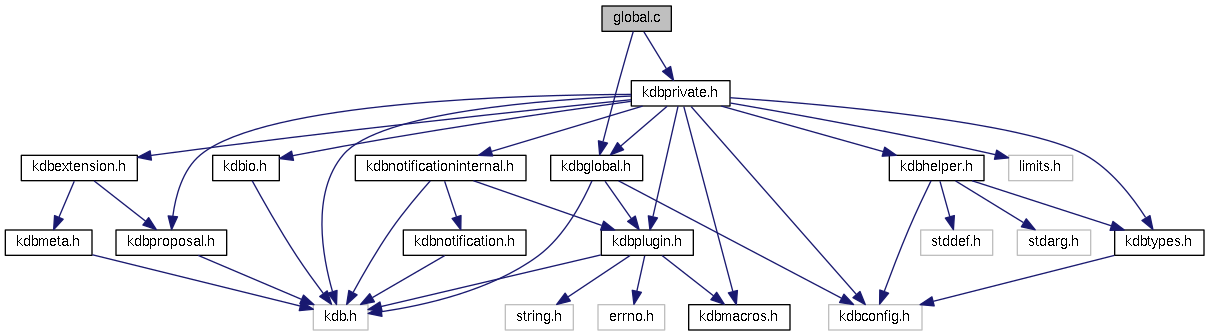 global.c
kdbprivate.h
kdbextension.h
kdbio.h
kdbnotificationinternal.h
kdbglobal.h
kdbhelper.h
limits.h
kdbmeta.h
kdbproposal.h
kdbnotification.h
kdbplugin.h
stddef.h
stdarg.h
kdbtypes.h
kdb.h
string.h
errno.h
kdbmacros.h
kdbconfig.h